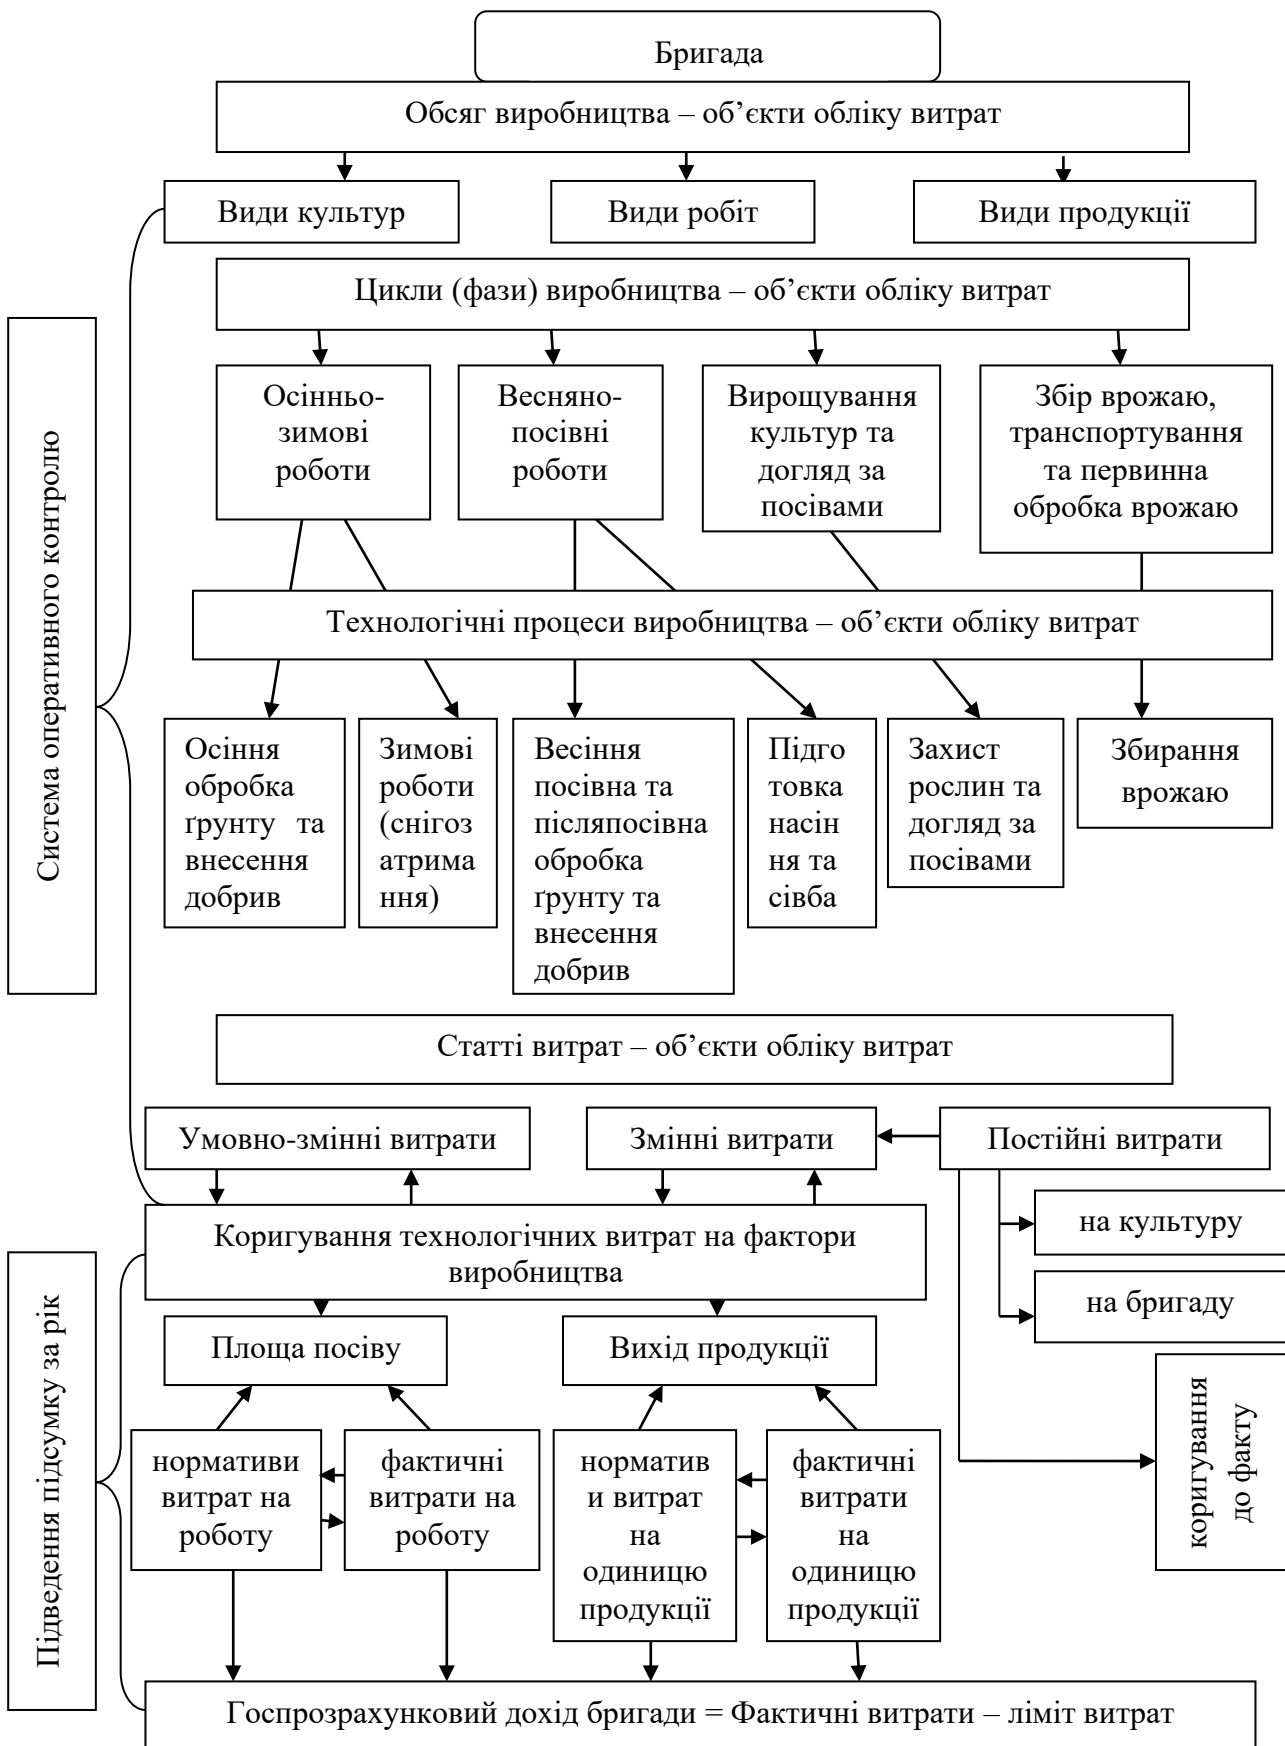 Бригада
Обсяг виробництва – об’єкти обліку витрат
Види культур
Види робіт
Види продукції
Цикли (фази) виробництва – об’єкти обліку витрат
Система оперативного контролю
Осінньо-
зимові
роботи
Весняно-
посівні
роботи
Вирощування
культур та
догляд за
посівами
Збір врожаю,
транспортування
та первинна
обробка врожаю
Технологічні процеси виробництва – об’єкти обліку витрат
Осіння
обробка
ґрунту та
внесення
добрив
Зимові
роботи
(снігоз
атрима
ння)
Весіння
посівна та
післяпосівна
обробка
ґрунту та
внесення
добрив
Підго
товка
насін
ня та
сівба
Захист
рослин та
догляд за
посівами
Збирання
врожаю
Статті витрат – об’єкти обліку витрат
Умовно-змінні витрати
Змінні витрати
Постійні витрати
на культуру
на бригаду
коригування
до факту
Коригування технологічних витрат на фактори
виробництва
Підведення підсумку за рік
Площа посіву
Вихід продукції
нормативи
витрат на
роботу
фактичні
витрати на
роботу
норматив
и витрат
на
одиницю
продукції
фактичні
витрати
на
одиницю
продукції
Госпрозрахунковий дохід бригади = Фактичні витрати – ліміт витрат